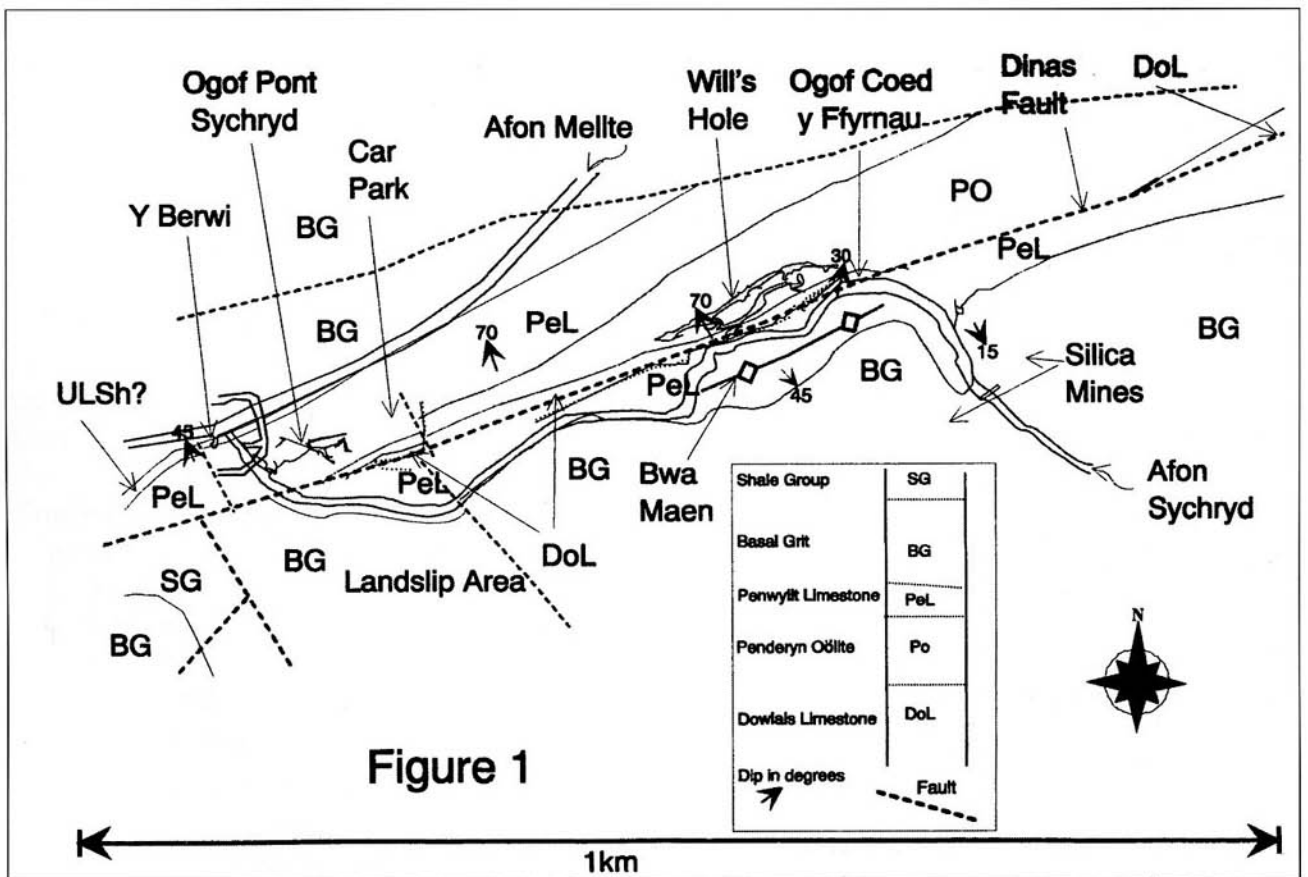 Ogof Pont
Sychryd
Will's
Hole
Ogof Coed
y Ffyrnau
Dinas
Fault
DoL
Afon Mellte
Car
Park
Y Berwi
BG
PO
30
PeL
70
BG
PeL
70
BG
ULSh?
15
Silica
Mines
45
PeL
BG
45
PeL
PeL
BG
Bwa
Maen
Afon
Sychryd
SG
BG
Landslip Area
DoL
BG
Shale Group
SG
Basal Grit
BG
Penwyllt Limestone
PeL
Penderyn Oölite
Po
Dowlais Limestone
DoL
Dip in degrees
Fault
N
Figure 1
1km